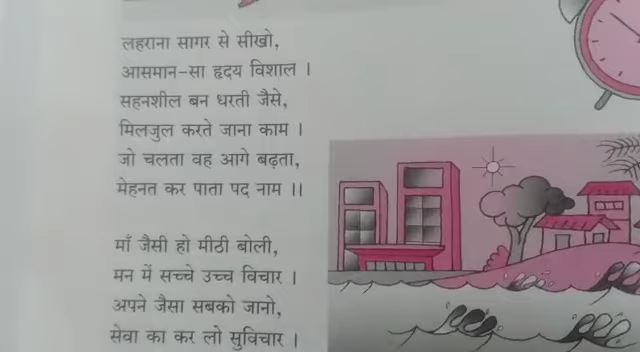 लहराना सागर से सीखो,
आसमान-सा हृदय विशाल ।
सहनशील बन धरती जैसे,
मिलजुल करते जाना काम ।
जो चलता वह आगे बढ़ता,
मेहनत कर पाता पद नाम ।।
माँ जैसी हो मीठी बोली,
मन में सच्चे उच्च विचार ।
अपने जैसा सबको जानो,
सेवा का कर लो सुविचार ।